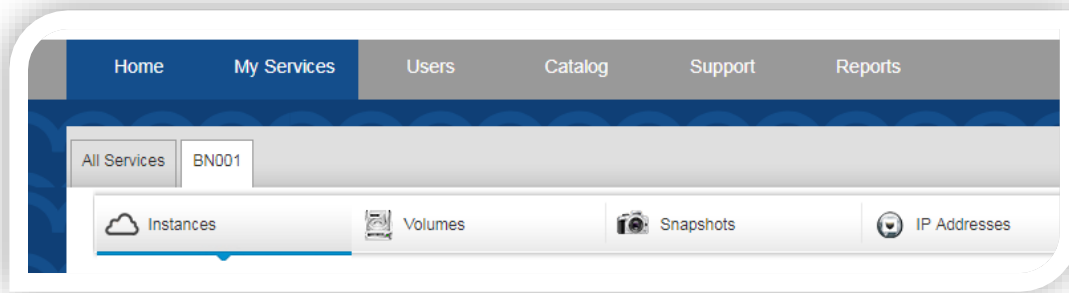 Home My Services Users Catalog Support Reports
All Services BN001
Instances Volumes Snapshots IP Addresses